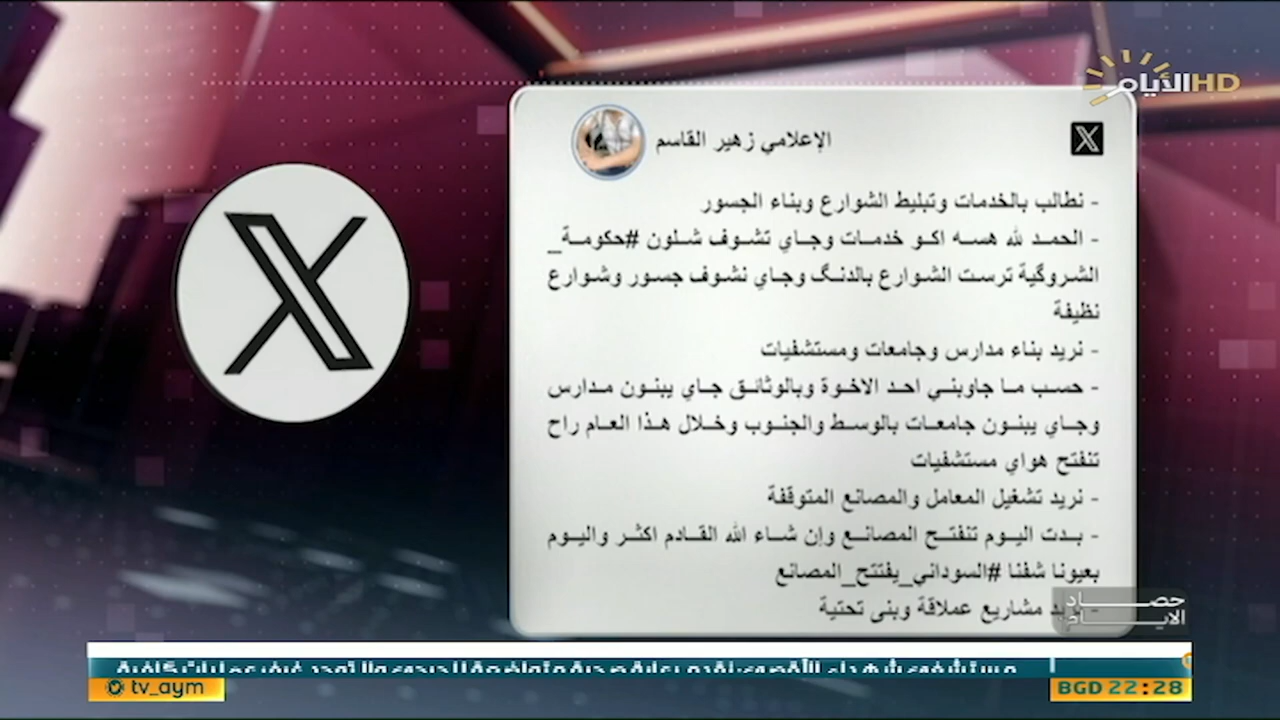 الأيام HD
الإعلامي زهير القاسم
- نطالب بالخدمات وتبليط الشوارع وبناء الجسور
- الحمد لله هسه اكو خدمات وجاي تشوف شلون #حكومة_
الشروگية ترست الشوارع بالدنگ وجاي نشوف جسور وشوارع
نظيفة
- نريد بناء مدارس وجامعات ومستشفيات
- حسب ما جاوبني احد الاخوة وبالوثائق جاي يبنون مدارس
وجاي يبنون جامعات بالوسط والجنوب وخلال هذا العام راح
تنفتح هواي مستشفيات
- نريد تشغيل المعامل والمصانع المتوقفة
- بدت اليوم تنفتح المصانع وإن شاء الله القادم اكثر واليوم
بعيونا شفنا #السوداني_يفتتح_المصانع
- نريد مشاريع عملاقة وبنى تحتية
حصاد
الايام
tv_aym
BGD 22:28